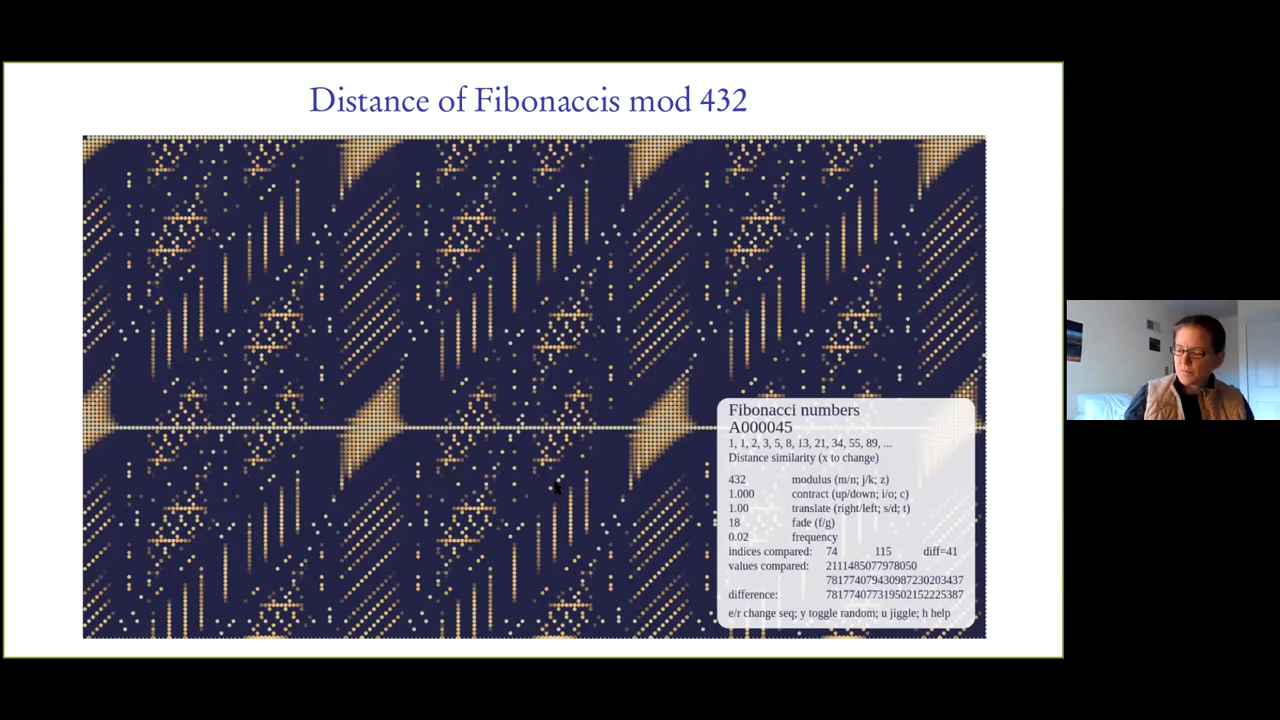 Distance of Fibonaccis mod 432
Fibonacci numbers
A000045
1, 1, 2, 3, 5, 8, 13, 21, 34, 55, 89, ...
Distance similarity (x to change)
432 modulus (m/n; j/k; z)
1.000 contract (up/down; i/o; c)
1.00 translate (right/left; s/d; t)
18 fade (f/g)
0.02 frequency
indices compared: 74 115 diff=41
values compared: 2111485077978050
781774079430987230203437
difference: 781774077319502152225387
e/r change seq; y toggle random; u jiggle; h help